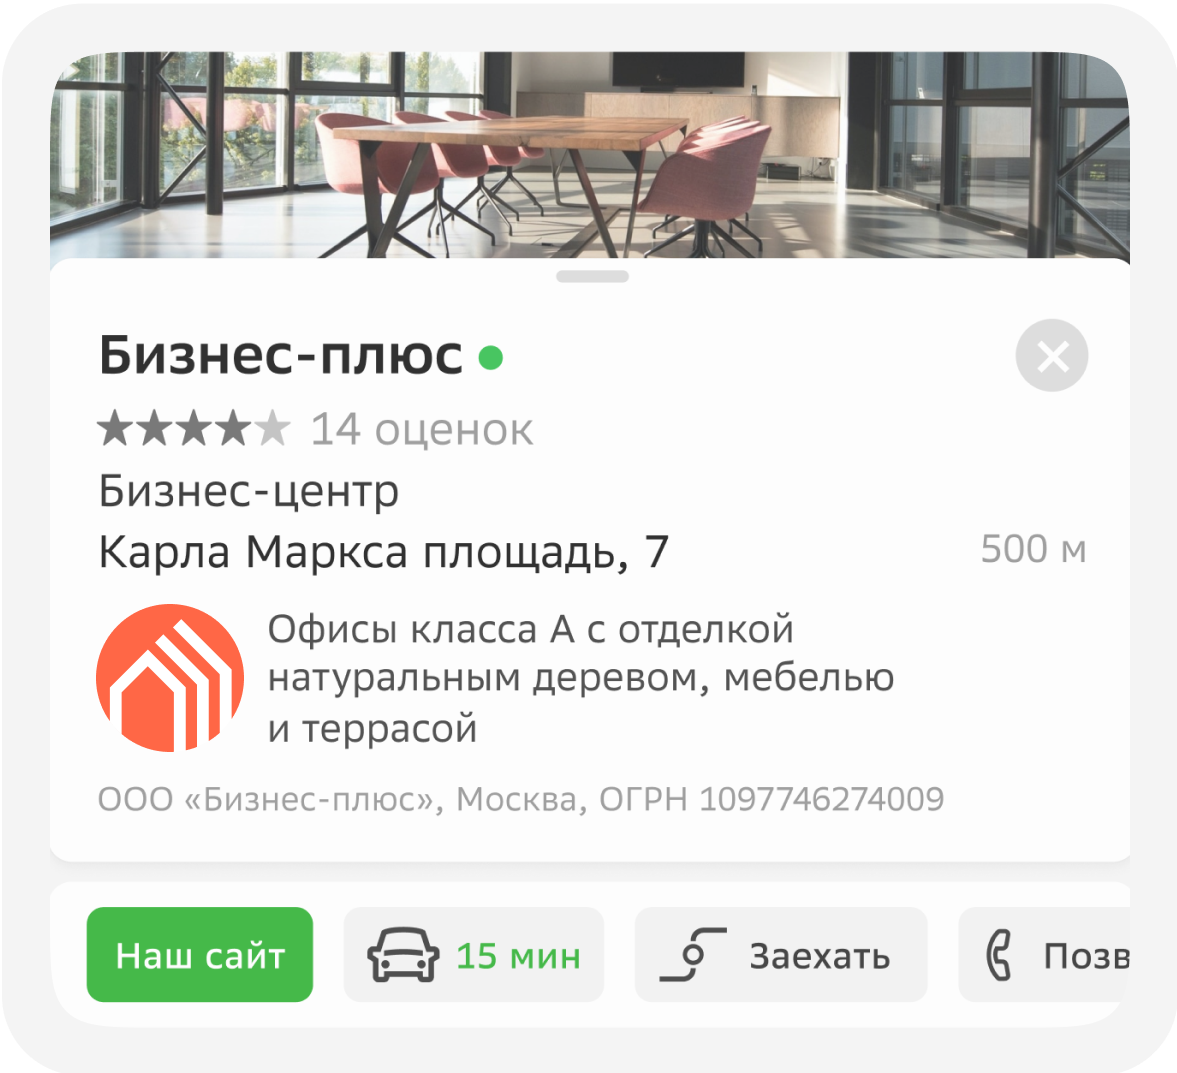 Бизнес-плюс
14 оценок
Бизнес-центр
Карла Маркса площадь, 7
500 м
Офисы класса А с отделкой
натуральным деревом, мебелью
и террасой
ООО «Бизнес-плюс», Москва, ОГРН 1097746274009
Наш сайт
15 мин
Заехать
Позв